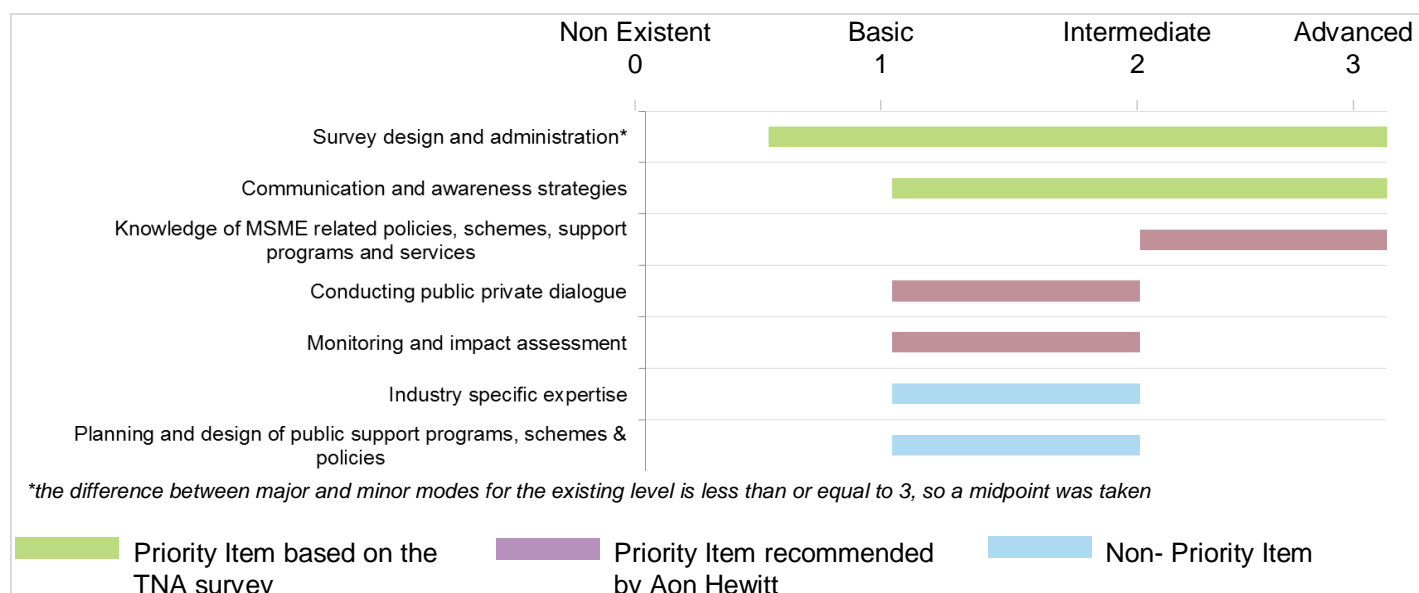 Non Existent Basic Intermediate Advanced
0 1 2 3
Survey design and administration*
Communication and awareness strategies
Knowledge of MSME related policies, schemes, support
programs and services
Conducting public private dialogue
Monitoring and impact assessment
Industry specific expertise
Planning and design of public support programs, schemes &
policies
*the difference between major and minor modes for the existing level is less than or equal to 3, so a midpoint was taken
Priority Item based on the
TNA survey
Priority Item recommended
by Aon Hewitt
Non- Priority Item